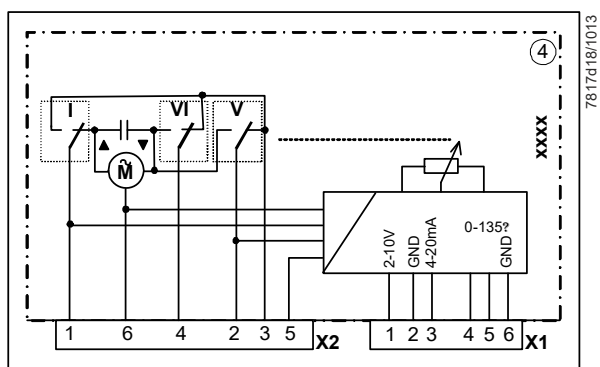 4
7817d18/1013
I
VI
V
~
M
xxxx
2-10V
GND
4-20mA
0-135?
GND
1 6 4 2 3 5 X2
1 2 3 4 5 6 X1